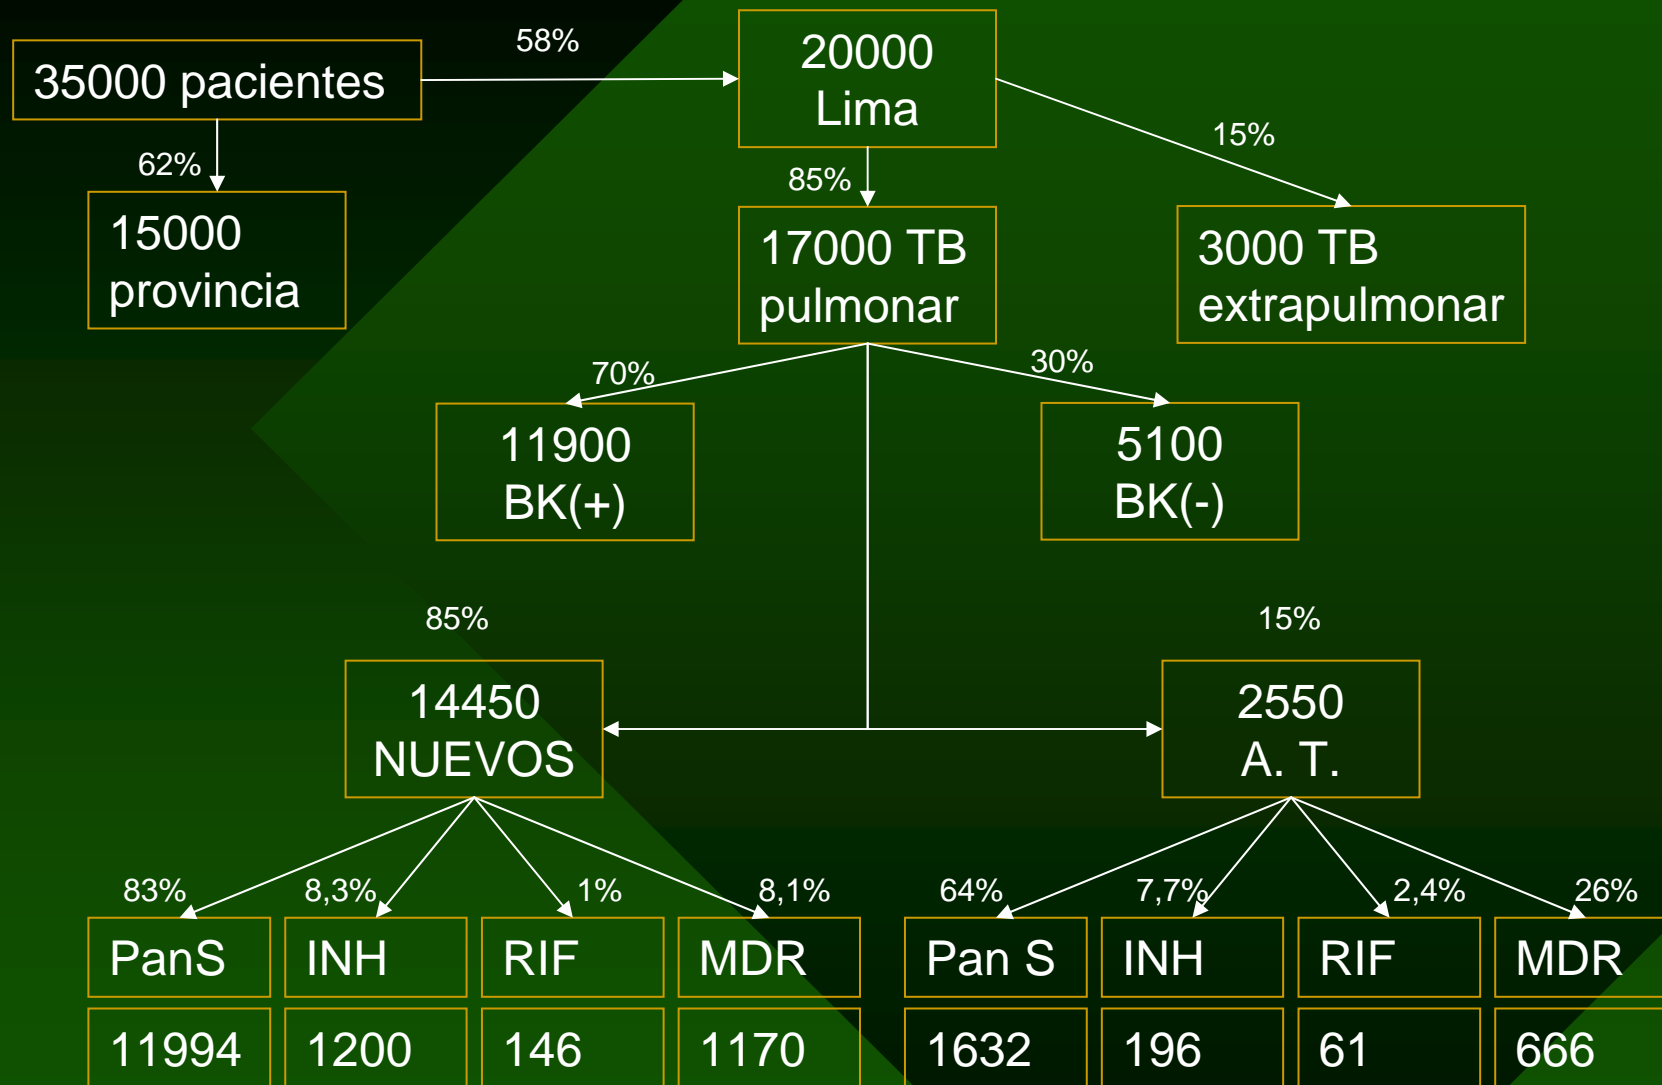 35000 pacientes
58%
20000
Lima
62%
15000
provincia
85%
15%
17000 TB
pulmonar
3000 TB
extrapulmonar
70%
30%
11900
BK(+)
5100
BK(-)
85%
15%
14450
NUEVOS
2550
A. T.
83%
8,3%
1%
8,1%
64%
7,7%
2,4%
26%
PanS
INH
RIF
MDR
Pan S
INH
RIF
MDR
11994
1200
146
1170
1632
196
61
666